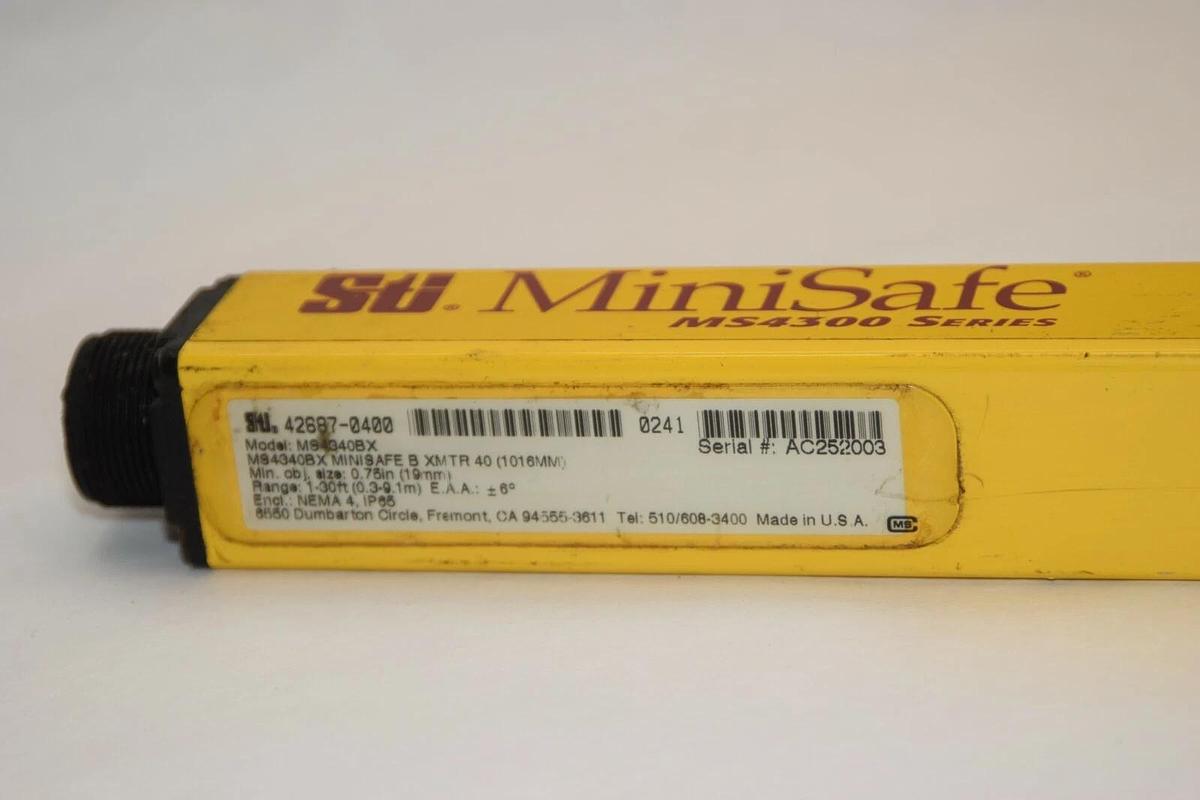 Sti® MiniSafe®
MS4300 SERIES
Sti® 42687-0400 0241
Serial #: AC252003
Model: MS4340BX
MS4340BX MINISAFE B XMTR 40 (1016MM)
Min. obj. size: 0.75in (19mm)
Range: 1-30ft (0.3-9.1m) E.A.A.: ±6°
Encl.: NEMA 4, IP65
6550 Dumbarton Circle, Fremont, CA 94555-3611 Tel: 510/608-3400 Made in U.S.A. CMS